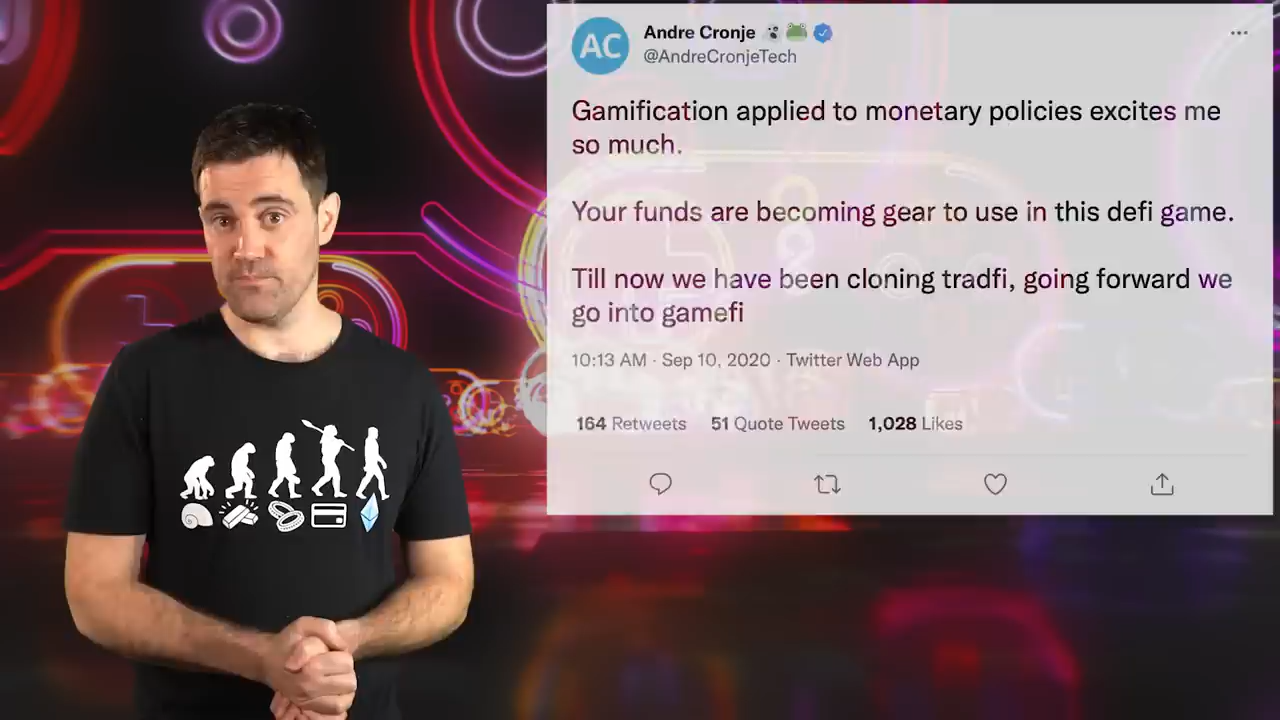 AC
Andre Cronje
@AndreCronjeTech
Gamification applied to monetary policies excites me
so much.
Your funds are becoming gear to use in this defi game.
Till now we have been cloning tradfi, going forward we
go into gamefi
10:13 AM · Sep 10, 2020 · Twitter Web App
164 Retweets 51 Quote Tweets 1,028 Likes